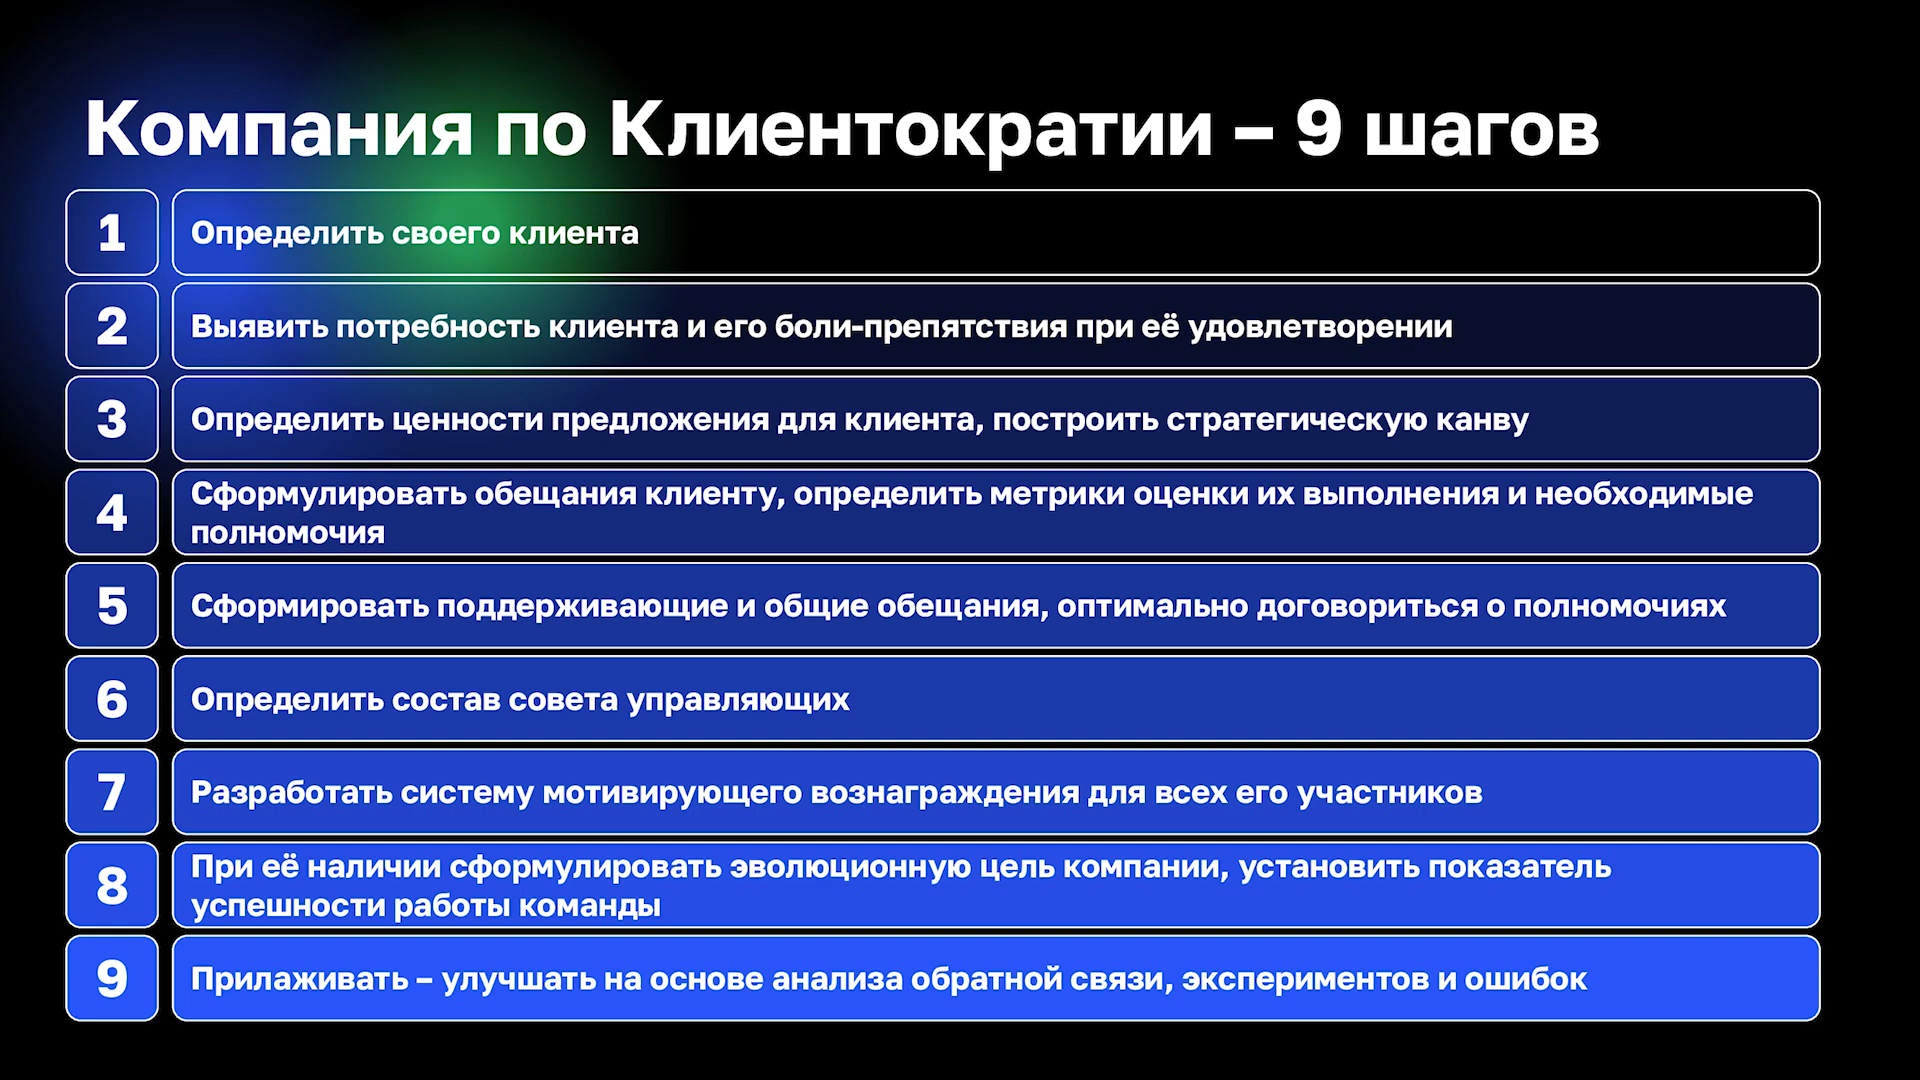 Компания по Клиентократии – 9 шагов
1
Определить своего клиента
2
Выявить потребность клиента и его боли-препятствия при её удовлетворении
3
Определить ценности предложения для клиента, построить стратегическую канву
4
Сформулировать обещания клиенту, определить метрики оценки их выполнения и необходимые
полномочия
5
Сформировать поддерживающие и общие обещания, оптимально договориться о полномочиях
6
Определить состав совета управляющих
7
Разработать систему мотивирующего вознаграждения для всех его участников
8
При её наличии сформулировать эволюционную цель компании, установить показатель
успешности работы команды
9
Прилаживать – улучшать на основе анализа обратной связи, экспериментов и ошибок